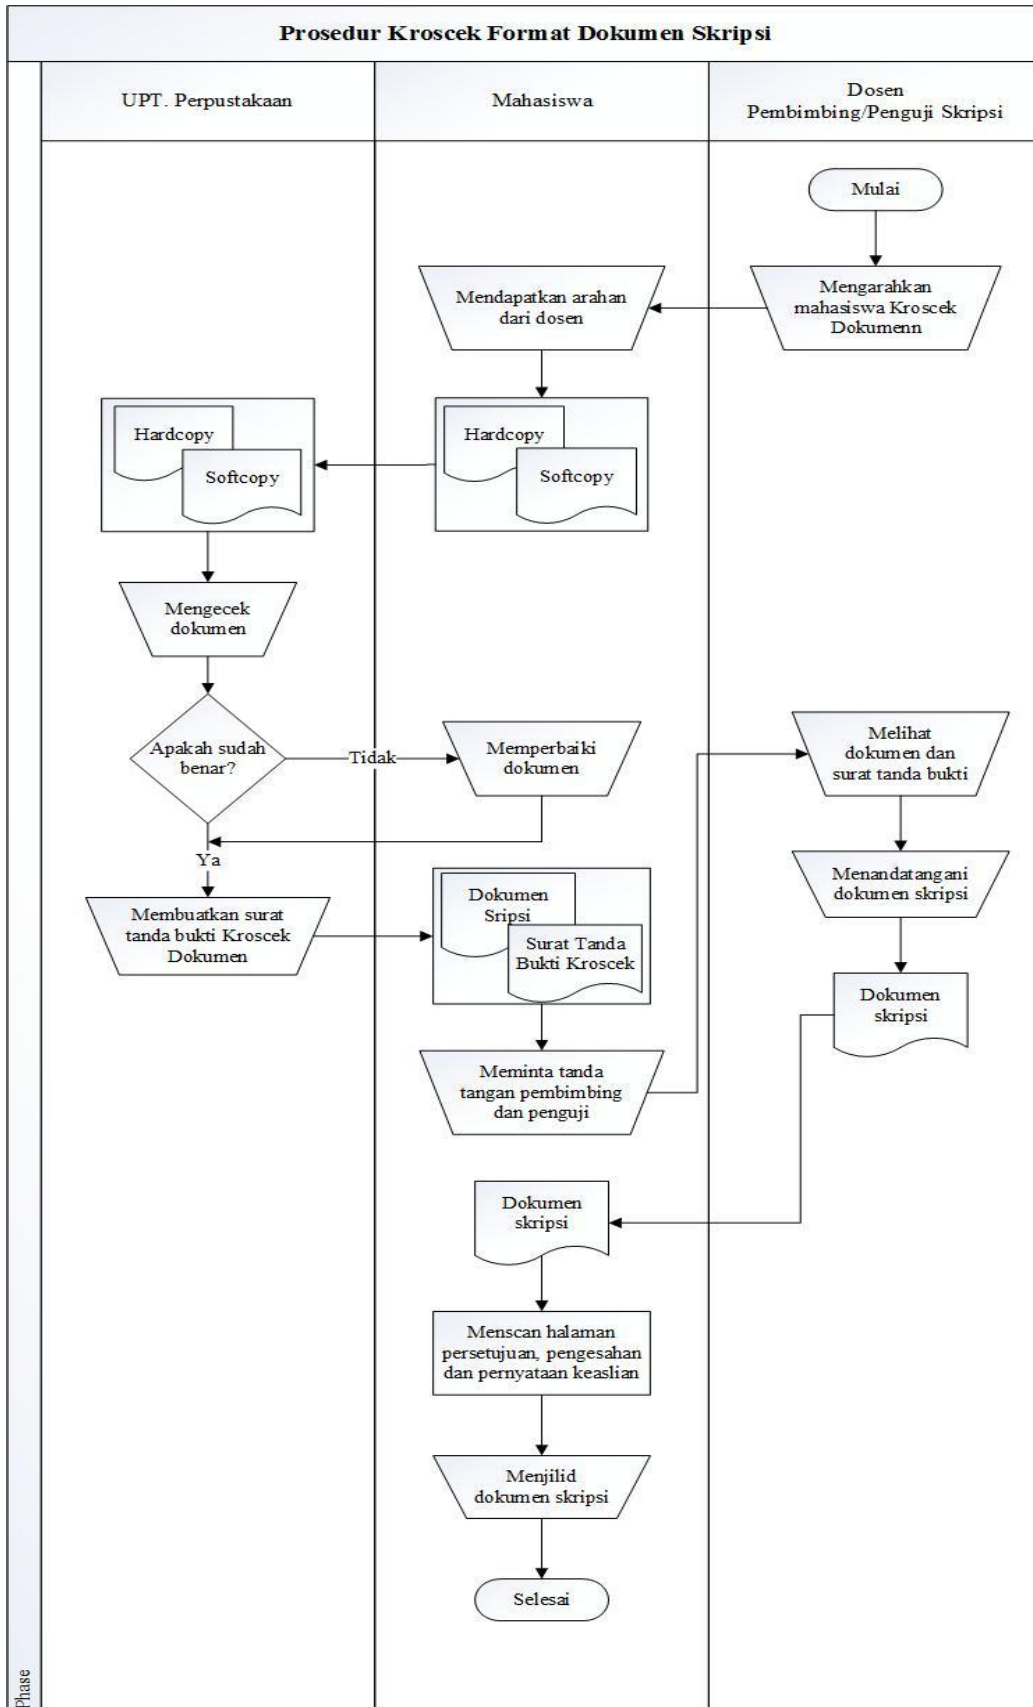 Prosedur Kroscek Format Dokumen Skripsi
UPT. Perpustakaan
Mahasiswa
Dosen
Pembimbing/Penguji Skripsi
Mulai
Mengarahkan
mahasiswa Kroscek
Dokumenn
Mendapatkan arahan
dari dosen
Hardcopy
Softcopy
Hardcopy
Softcopy
Mengecek
dokumen
Apakah sudah
benar?
Tidak
Memperbaiki
dokumen
Ya
Membuatkan surat
tanda bukti Kroscek
Dokumen
Dokumen
Sripsi
Surat Tanda
Bukti Kroscek
Meminta tanda
tangan pembimbing
dan penguji
Melihat
dokumen dan
surat tanda bukti
Menandatangani
dokumen skripsi
Dokumen
skripsi
Dokumen
skripsi
Menscan halaman
persetujuan, pengesahan
dan pernyataan keaslian
Menjilid
dokumen skripsi
Selesai
Phase